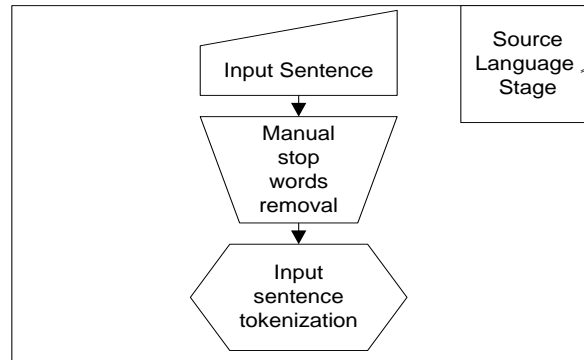 Input Sentence
Manual
stop
words
removal
Input
sentence
tokenization
Source
Language
Stage